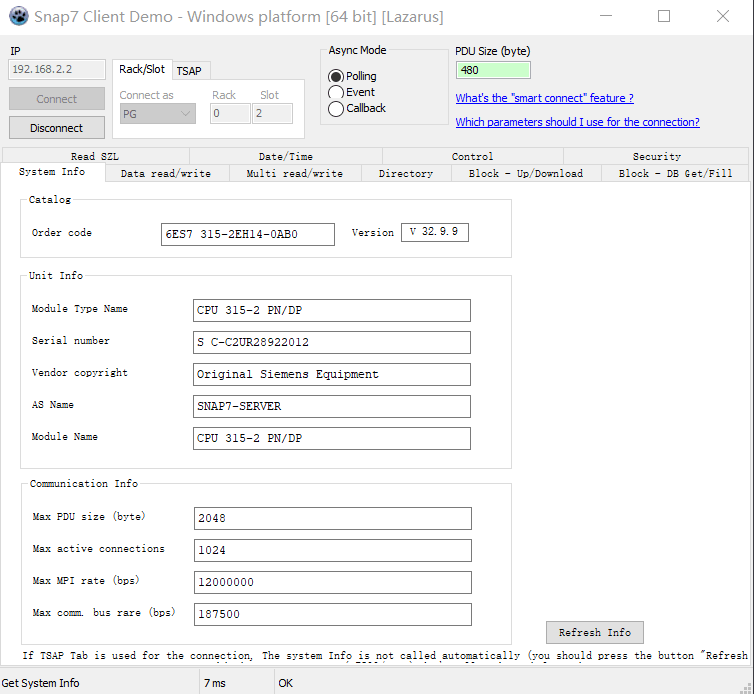 Snap7 Client Demo - Windows platform [64 bit] [Lazarus]
IP
192.168.2.2
Connect
Disconnect
Rack/Slot TSAP
Connect as Rack Slot
PG 0 2
Async Mode
Polling
Event
Callback
PDU Size (byte)
480
What's the "smart connect" feature ?
Which parameters should I use for the connection?
Read SZL Date/Time Control Security
System Info Data read/write Multi read/write Directory Block - Up/Download Block - DB Get/Fill
Catalog
Order code 6ES7 315-2EH14-0AB0 Version V 32.9.9
Unit Info
Module Type Name CPU 315-2 PN/DP
Serial number S C-C2UR28922012
Vendor copyright Original Siemens Equipment
AS Name SNAP7-SERVER
Module Name CPU 315-2 PN/DP
Communication Info
Max PDU size (byte) 2048
Max active connections 1024
Max MPI rate (bps) 12000000
Max comm. bus rare (bps) 187500
Refresh Info
If TSAP Tab is used for the connection, The system Info is not called automatically (you should press the button "Refresh
Get System Info 7 ms OK